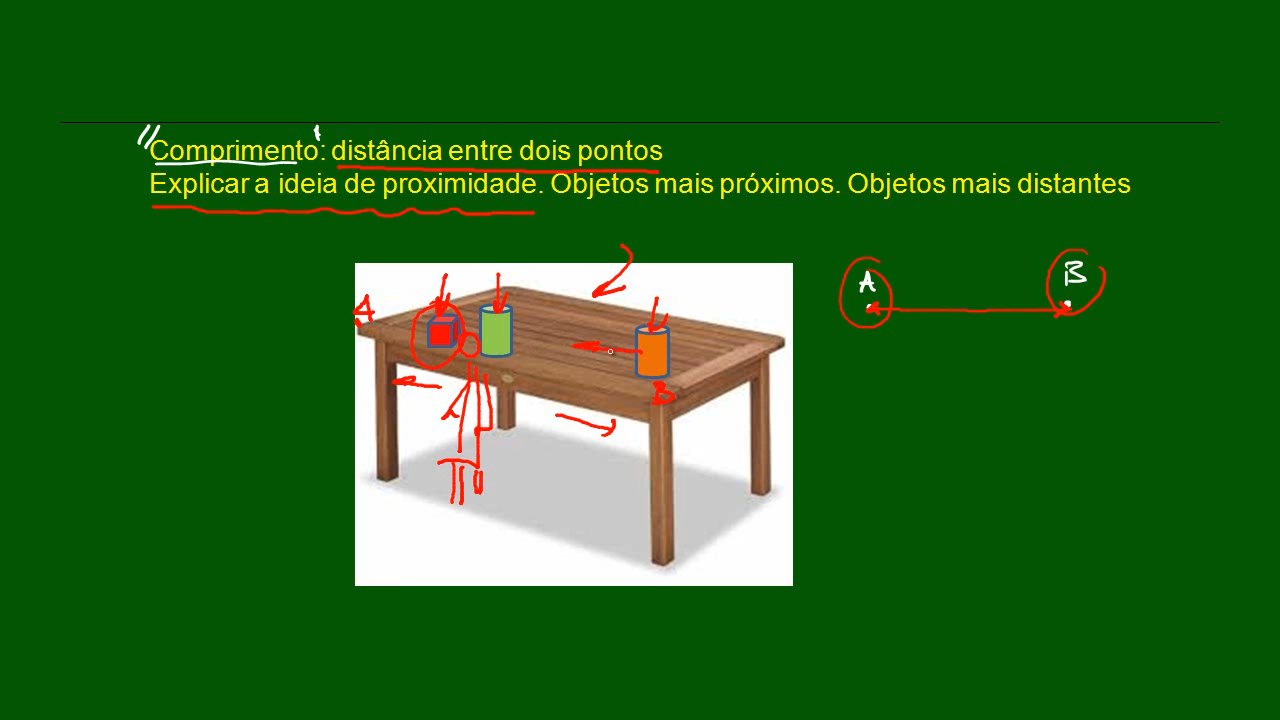 Comprimento: distância entre dois pontos
Explicar a ideia de proximidade. Objetos mais próximos. Objetos mais distantes
A B
A
B